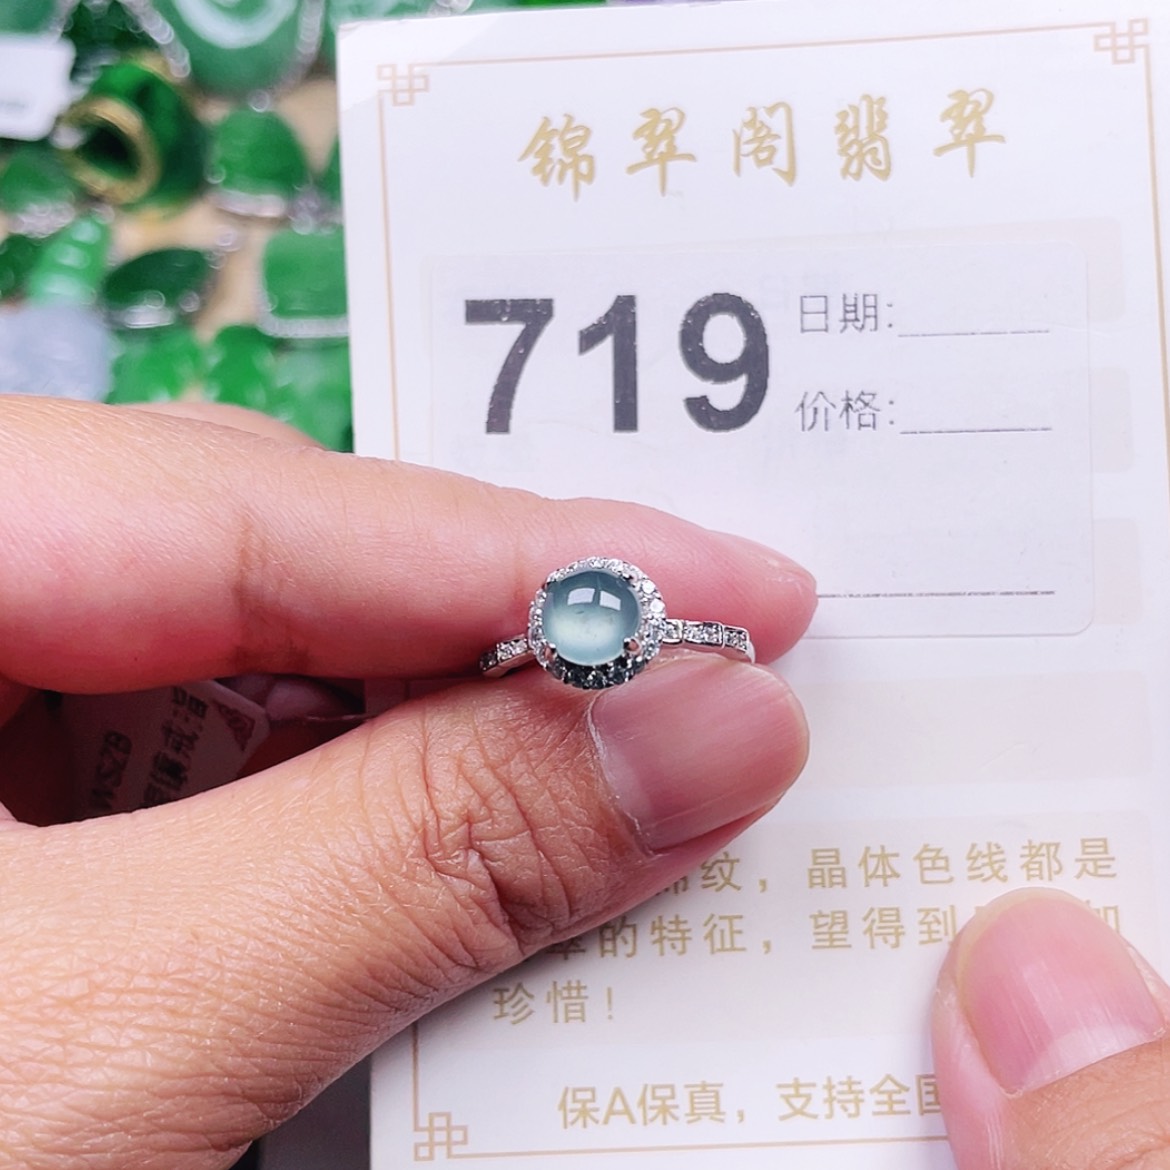 锦翠阁翡翠
719
日期:
价格:
纹，晶体色线都是
的特征，望得到
珍惜！
保A保真，支持全国